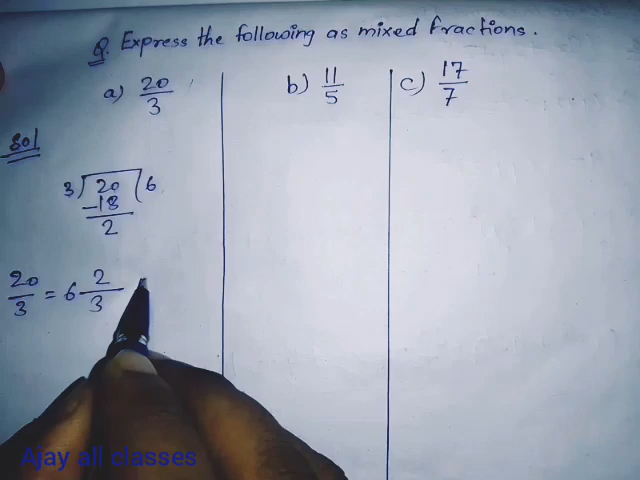 Q. Express the following as mixed fractions.
a) 20/3
b) 11/5
c) 17/7
Sol
3) 20 (6
-18
2
20/3 = 6 2/3
Ajay all classes